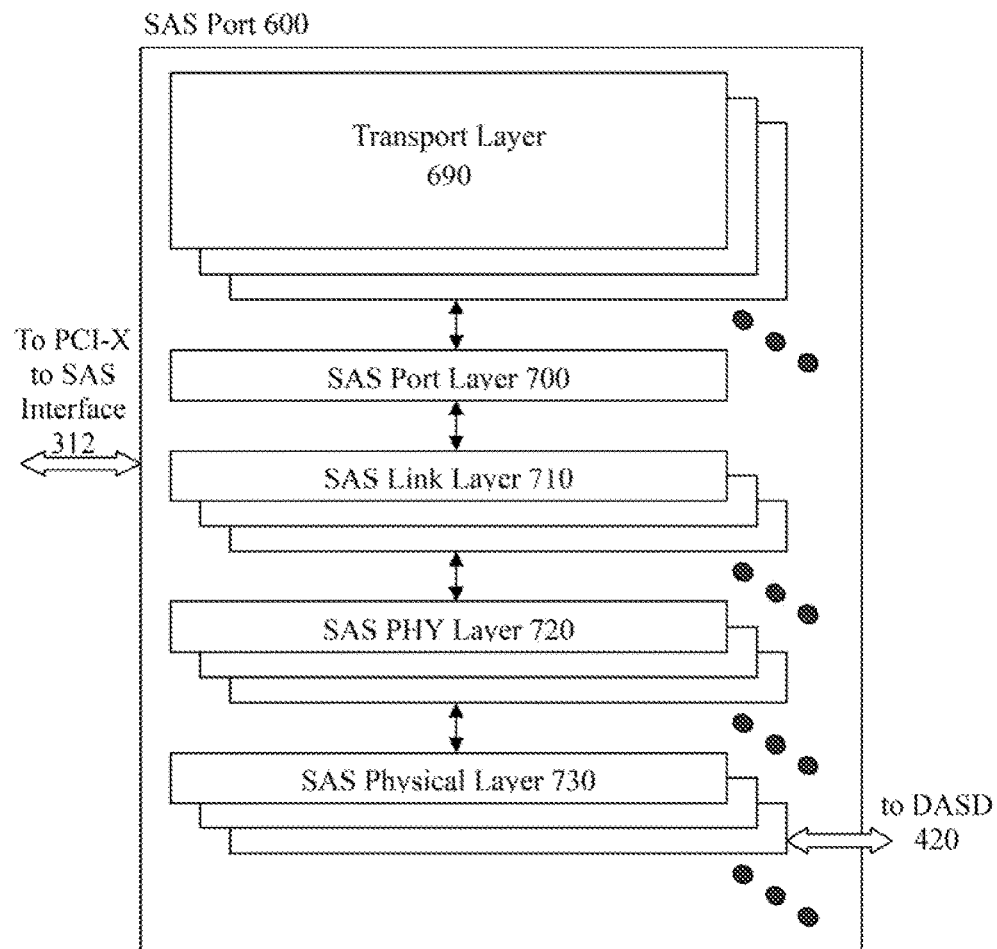 SAS Port 600
Transport Layer
690
To PCI-X
to SAS
Interface
312
SAS Port Layer 700
SAS Link Layer 710
SAS PHY Layer 720
SAS Physical Layer 730
to DASD
420